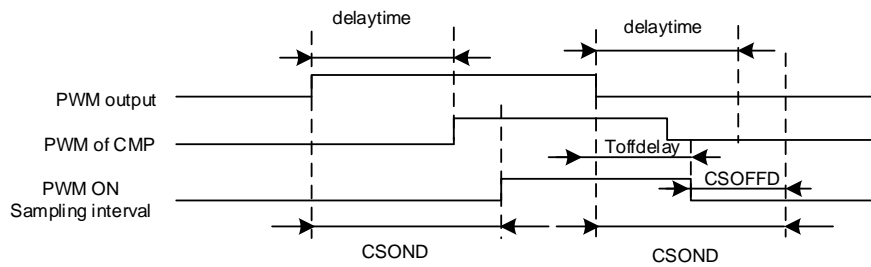 delaytime
delaytime
PWM output
PWM of CMP
Toffdelay
PWM ON
Sampling interval
CSOFFD
CSOND
CSOND